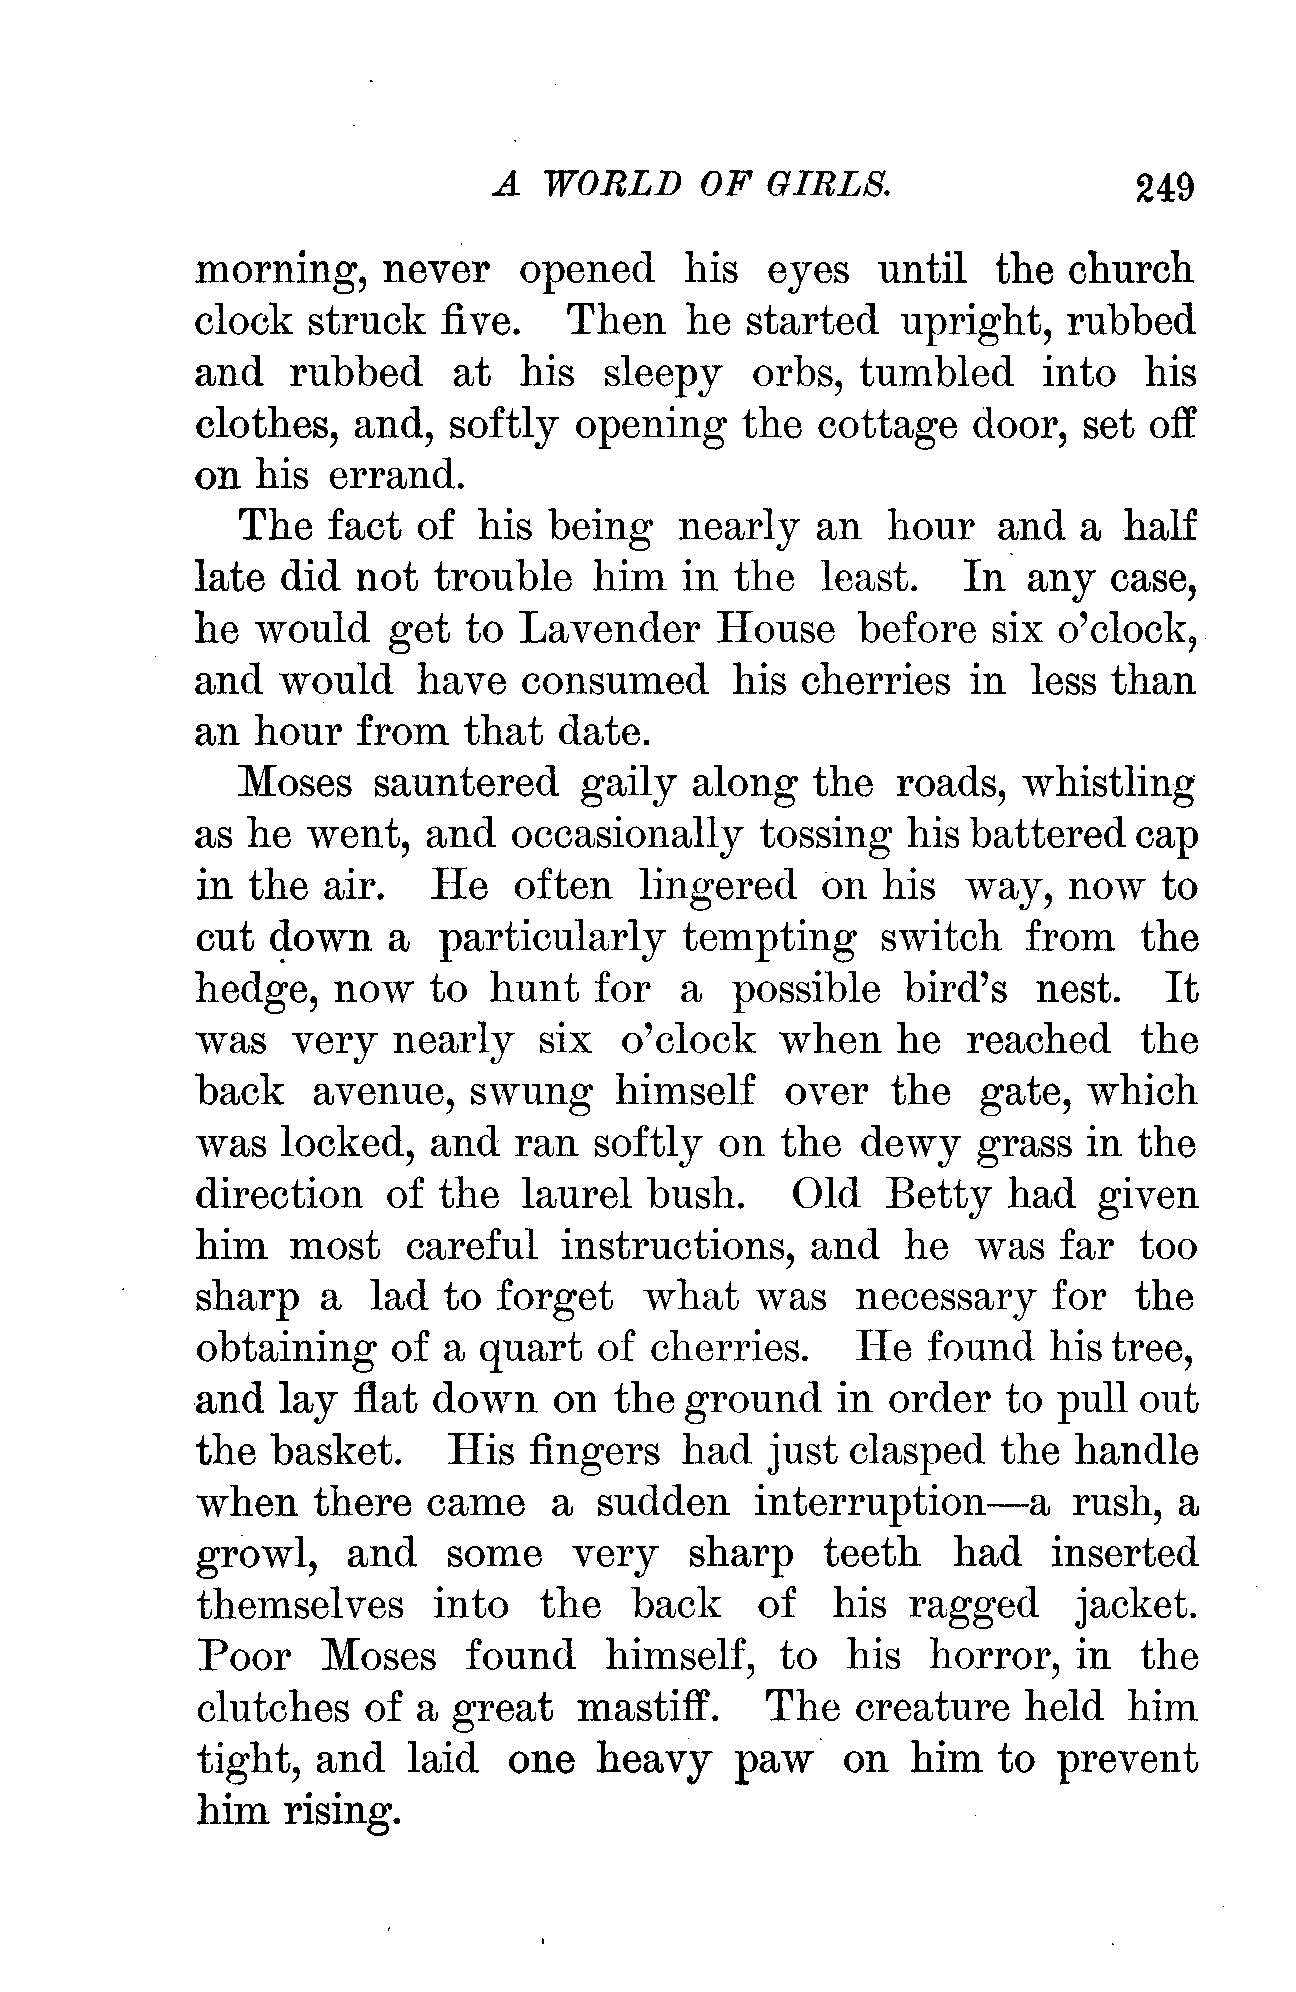 A WORLD OF GIRLS. 249
morning, never opened his eyes until the church
clock struck five. Then he started upright, rubbed
and rubbed at his sleepy orbs, tumbled into his
clothes, and, softly opening the cottage door, set off
on his errand.
The fact of his being nearly an hour and a half
late did not trouble him in the least. In any case,
he would get to Lavender House before six o’clock,
and would have consumed his cherries in less than
an hour from that date.
Moses sauntered gaily along the roads, whistling
as he went, and occasionally tossing his battered cap
in the air. He often lingered on his way, now to
cut down a particularly tempting switch from the
hedge, now to hunt for a possible bird’s nest. It
was very nearly six o’clock when he reached the
back avenue, swung himself over the gate, which
was locked, and ran softly on the dewy grass in the
direction of the laurel bush. Old Betty had given
him most careful instructions, and he was far too
sharp a lad to forget what was necessary for the
obtaining of a quart of cherries. He found his tree,
and lay flat down on the ground in order to pull out
the basket. His fingers had just clasped the handle
when there came a sudden interruption—a rush, a
growl, and some very sharp teeth had inserted
themselves into the back of his ragged jacket.
Poor Moses found himself, to his horror, in the
clutches of a great mastiff. The creature held him
tight, and laid one heavy paw on him to prevent
him rising.